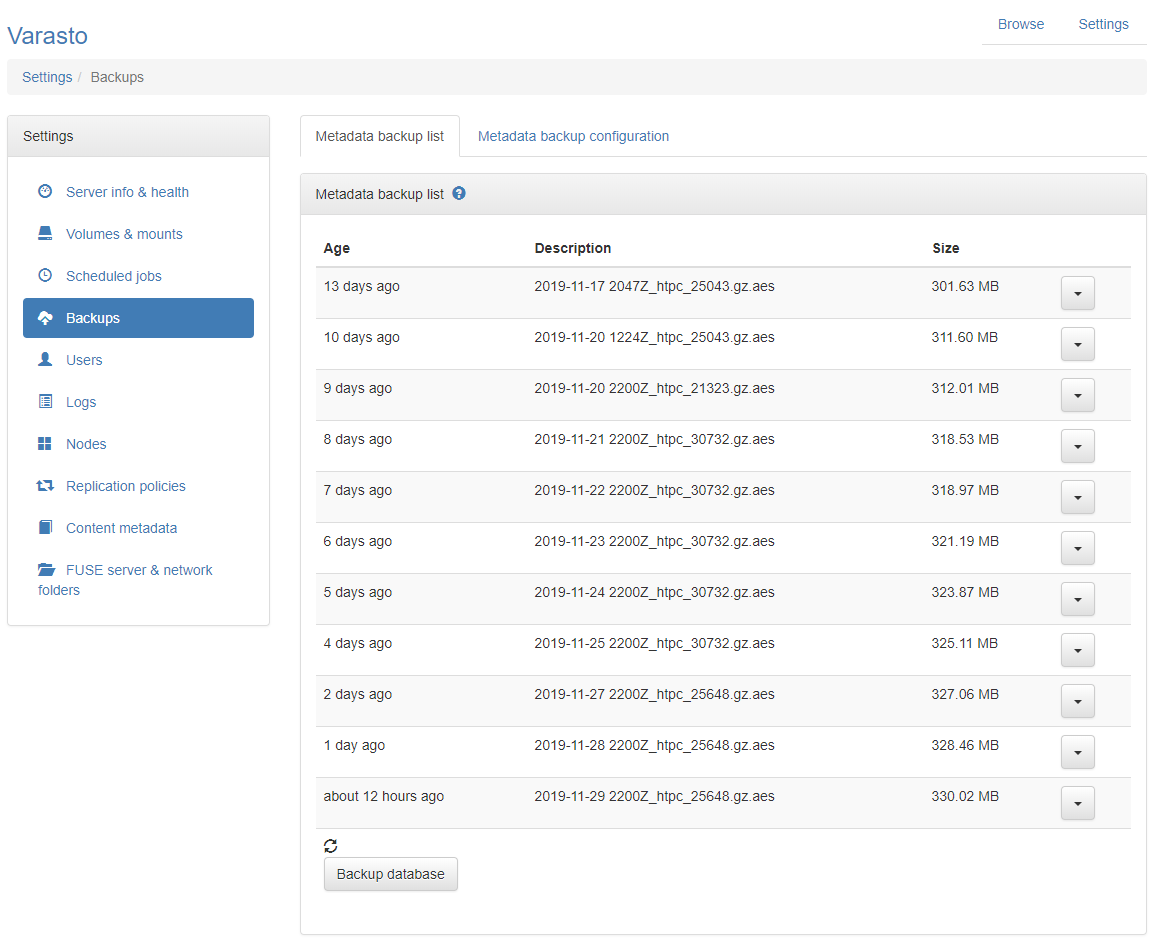 Varasto
Browse Settings
Settings / Backups
Settings
Server info & health
Volumes & mounts
Scheduled jobs
Backups
Users
Logs
Nodes
Replication policies
Content metadata
FUSE server & network
folders
Metadata backup list Metadata backup configuration
Metadata backup list ?
Age Description Size
13 days ago 2019-11-17 2047Z_htpc_25043.gz.aes 301.63 MB
10 days ago 2019-11-20 1224Z_htpc_25043.gz.aes 311.60 MB
9 days ago 2019-11-20 2200Z_htpc_21323.gz.aes 312.01 MB
8 days ago 2019-11-21 2200Z_htpc_30732.gz.aes 318.53 MB
7 days ago 2019-11-22 2200Z_htpc_30732.gz.aes 318.97 MB
6 days ago 2019-11-23 2200Z_htpc_30732.gz.aes 321.19 MB
5 days ago 2019-11-24 2200Z_htpc_30732.gz.aes 323.87 MB
4 days ago 2019-11-25 2200Z_htpc_30732.gz.aes 325.11 MB
2 days ago 2019-11-27 2200Z_htpc_25648.gz.aes 327.06 MB
1 day ago 2019-11-28 2200Z_htpc_25648.gz.aes 328.46 MB
about 12 hours ago 2019-11-29 2200Z_htpc_25648.gz.aes 330.02 MB
Backup database